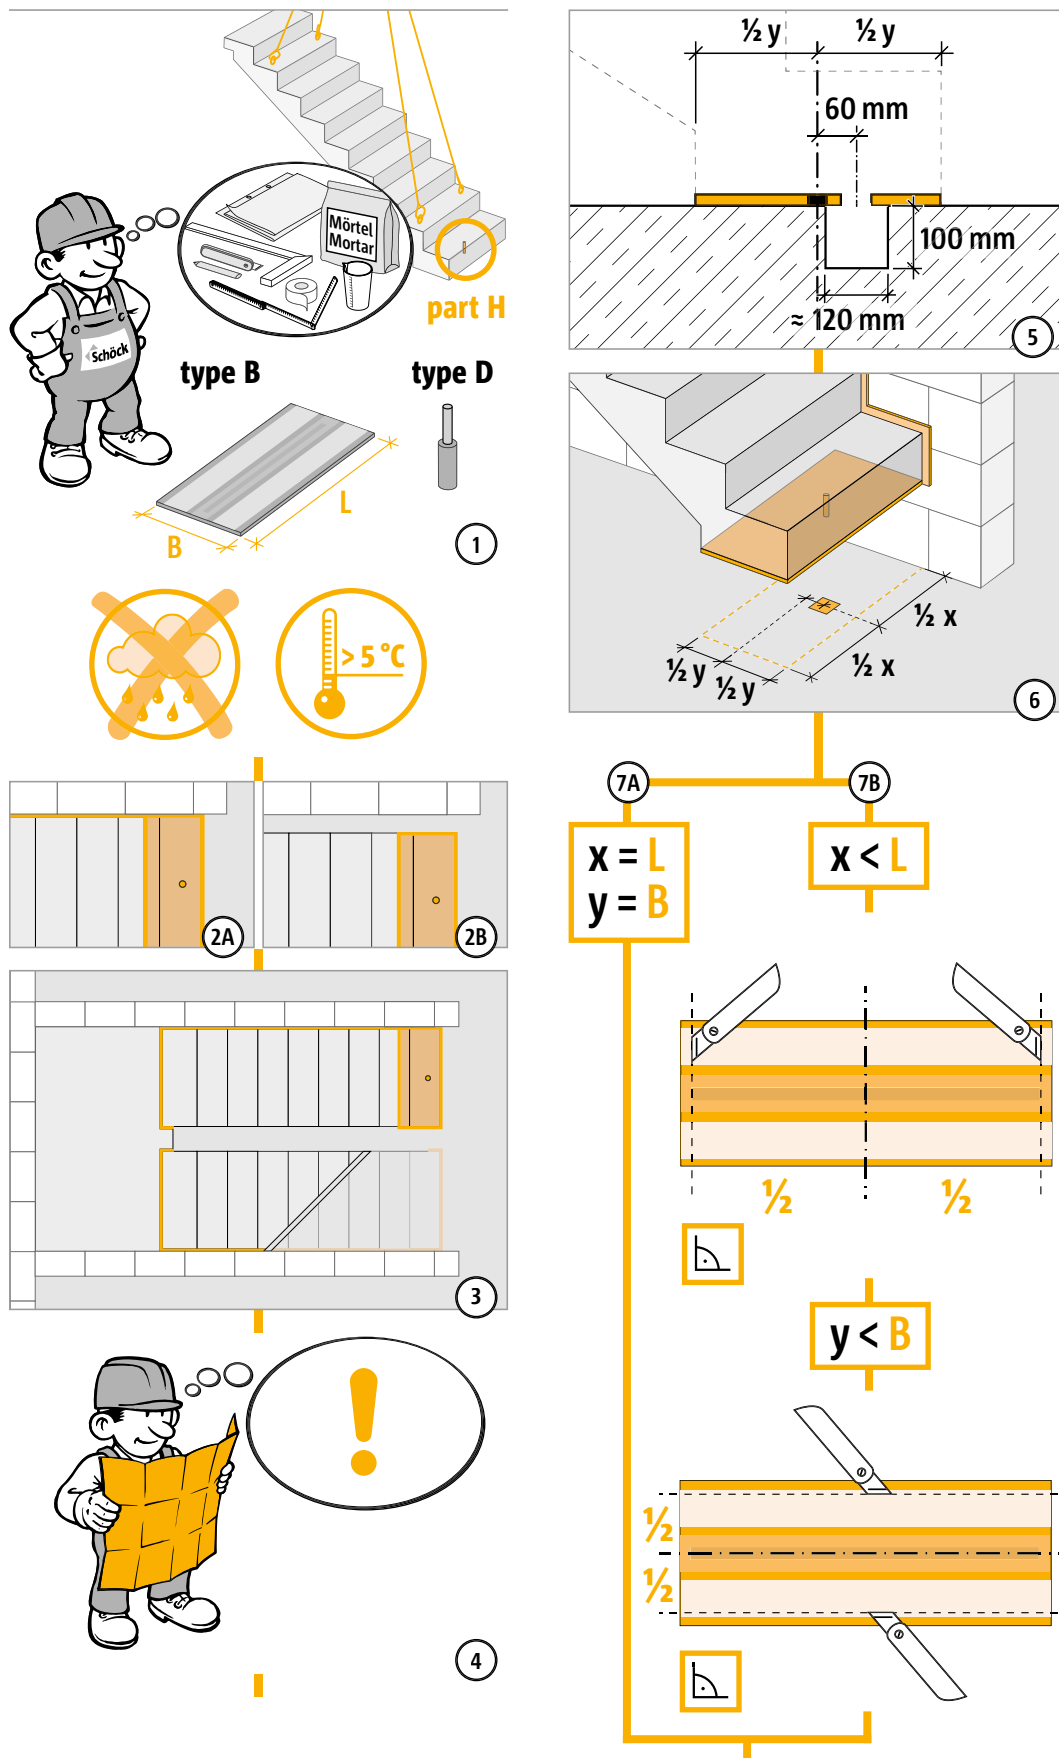 Mörtel
Mortar
part H
Schöck
type B
type D
L
B
1
> 5 °C
2A
2B
3
4
½ y
½ y
60 mm
100 mm
≈ 120 mm
5
½ x
½ x
½ y
½ y
6
7A
7B
x = L
y = B
x < L
½
½
y < B
½
½